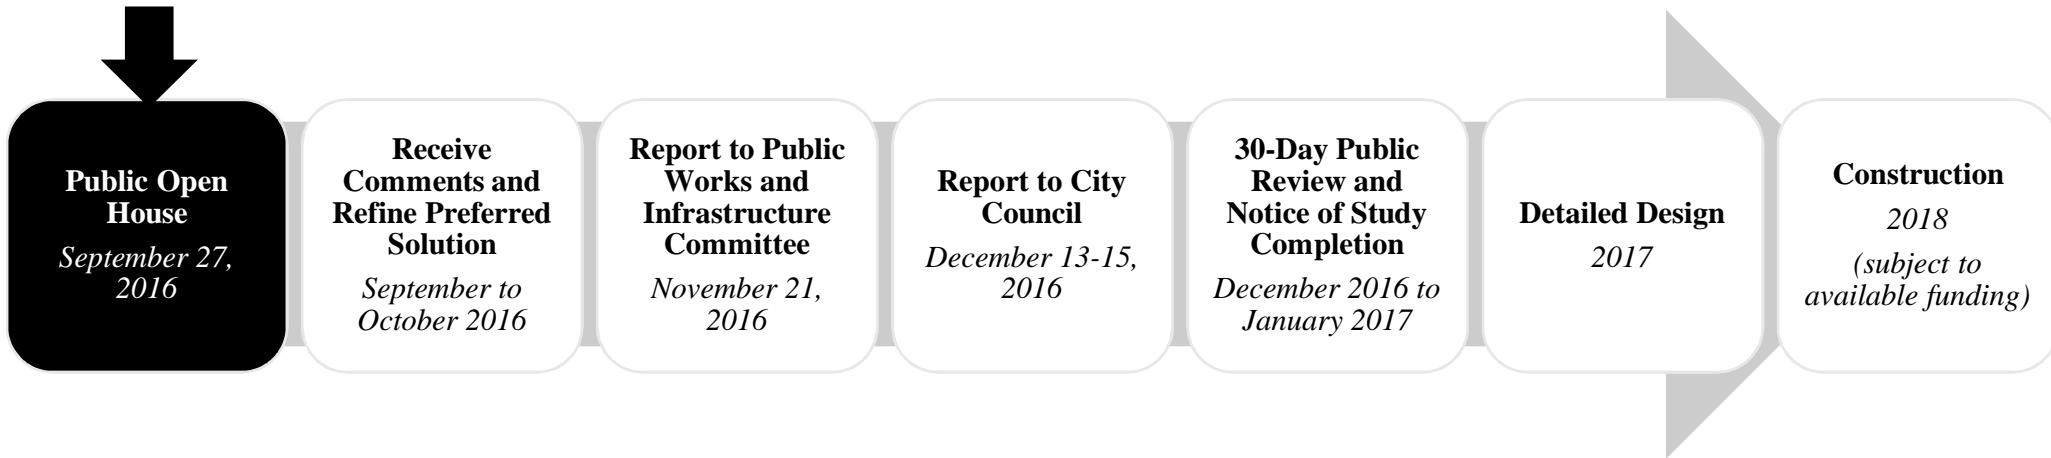 Public Open
House
September 27,
2016
Receive
Comments and
Refine Preferred
Solution
September to
October 2016
Report to Public
Works and
Infrastructure
Committee
November 21,
2016
Report to City
Council
December 13-15,
2016
30-Day Public
Review and
Notice of Study
Completion
December 2016 to
January 2017
Detailed Design
2017
Construction
2018
(subject to
available funding)